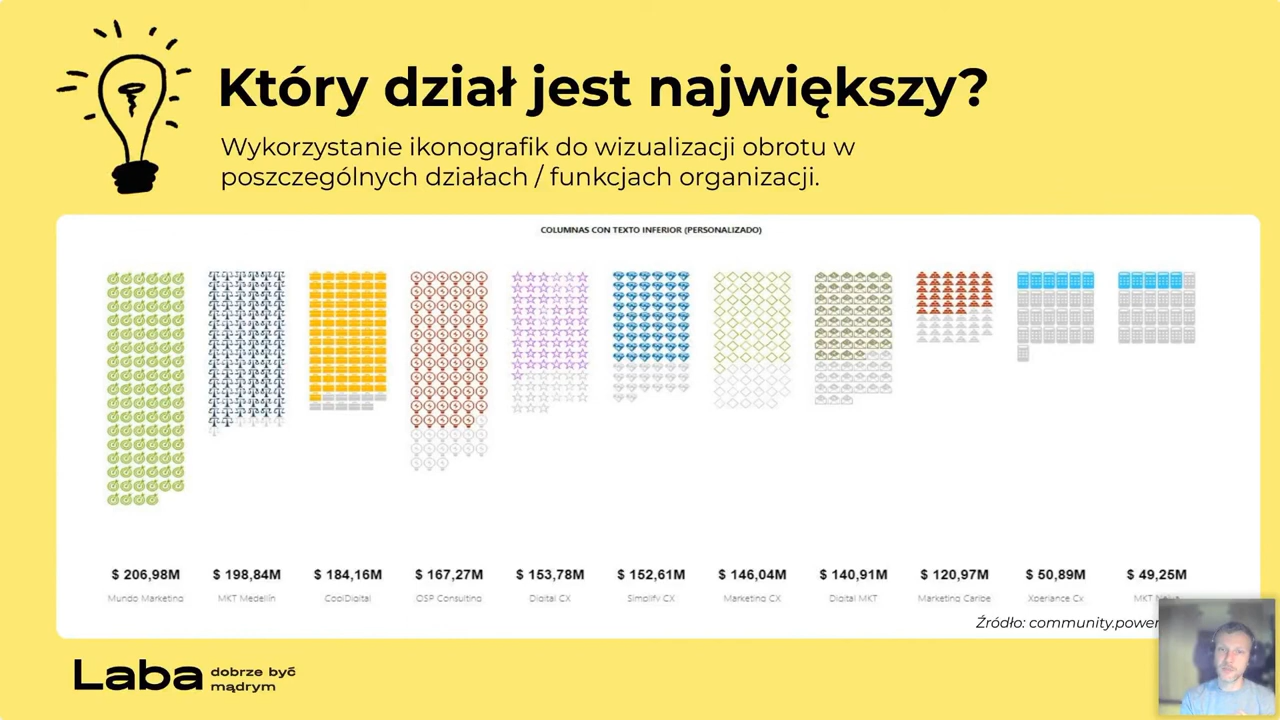 Który dział jest największy?
Wykorzystanie ikonografik do wizualizacji obrotu w
poszczególnych działach / funkcjach organizacji.
COLUMNAS CON TEXTO INFERIOR (PERSONALIZADO)
$ 206,98M $ 198,84M $ 184,16M $ 167,27M $ 153,78M $ 152,61M $ 146,04M $ 140,91M $ 120,97M $ 50,89M $ 49,25M
Mundo Marketing MKT Medellín CoolDigital OSP Consulting Digital CX Simplify CX Marketing CX Digital MKT Marketing Caribe Xperiance Cx MKT
Źródło: community.power
Laba dobrze być
mądrym